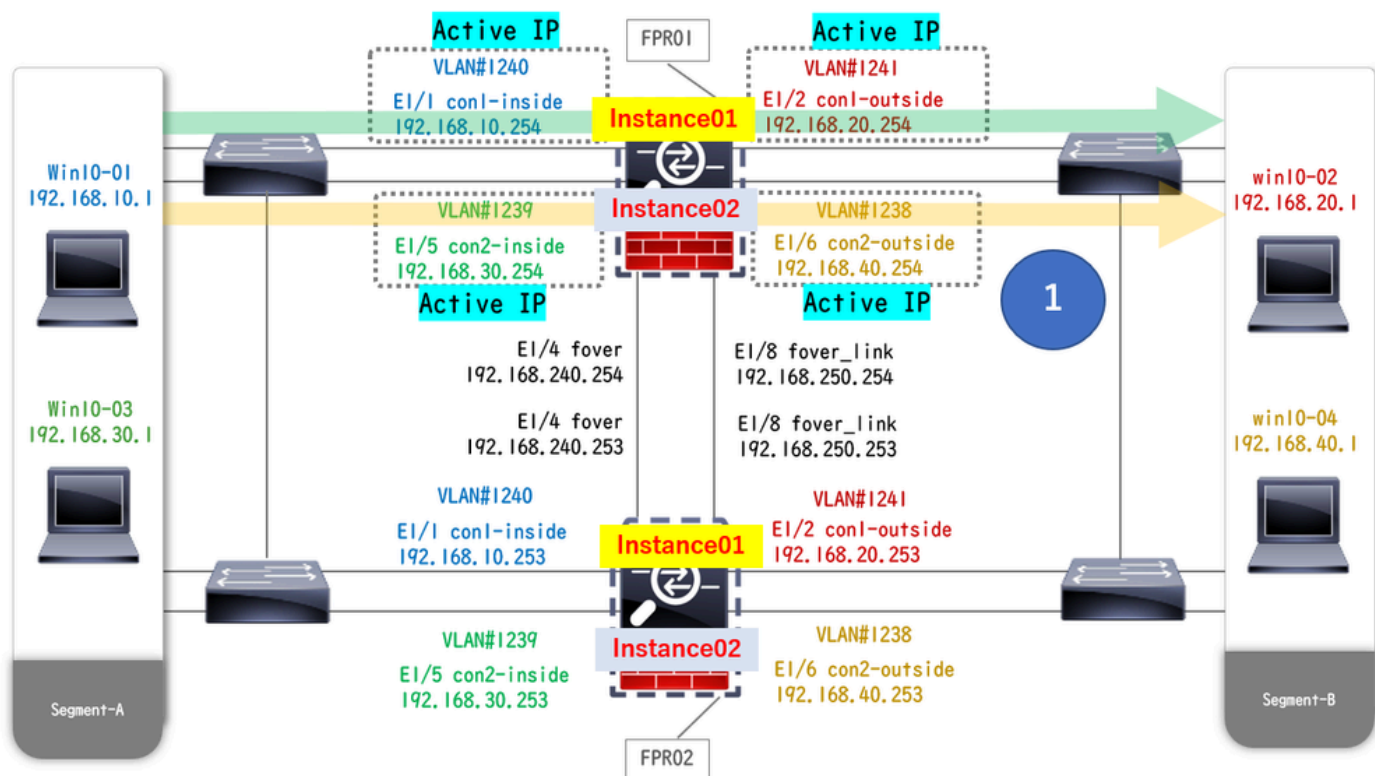 Active IP
FPR01
Active IP
VLAN#1240
E1/1 con1-inside
192.168.10.254
VLAN#1241
E1/2 con1-outside
192.168.20.254
Instance01
Win10-01
192.168.10.1
win10-02
192.168.20.1
VLAN#1239
E1/5 con2-inside
192.168.30.254
Instance02
VLAN#1238
E1/6 con2-outside
192.168.40.254
Active IP
Active IP
1
E1/4 fover
192.168.240.254
E1/8 fover_link
192.168.250.254
Win10-03
192.168.30.1
E1/4 fover
192.168.240.253
E1/8 fover_link
192.168.250.253
win10-04
192.168.40.1
VLAN#1240
E1/1 con1-inside
192.168.10.253
VLAN#1241
E1/2 con1-outside
192.168.20.253
Instance01
VLAN#1239
E1/5 con2-inside
192.168.30.253
Instance02
VLAN#1238
E1/6 con2-outside
192.168.40.253
Segment-A
Segment-B
FPR02